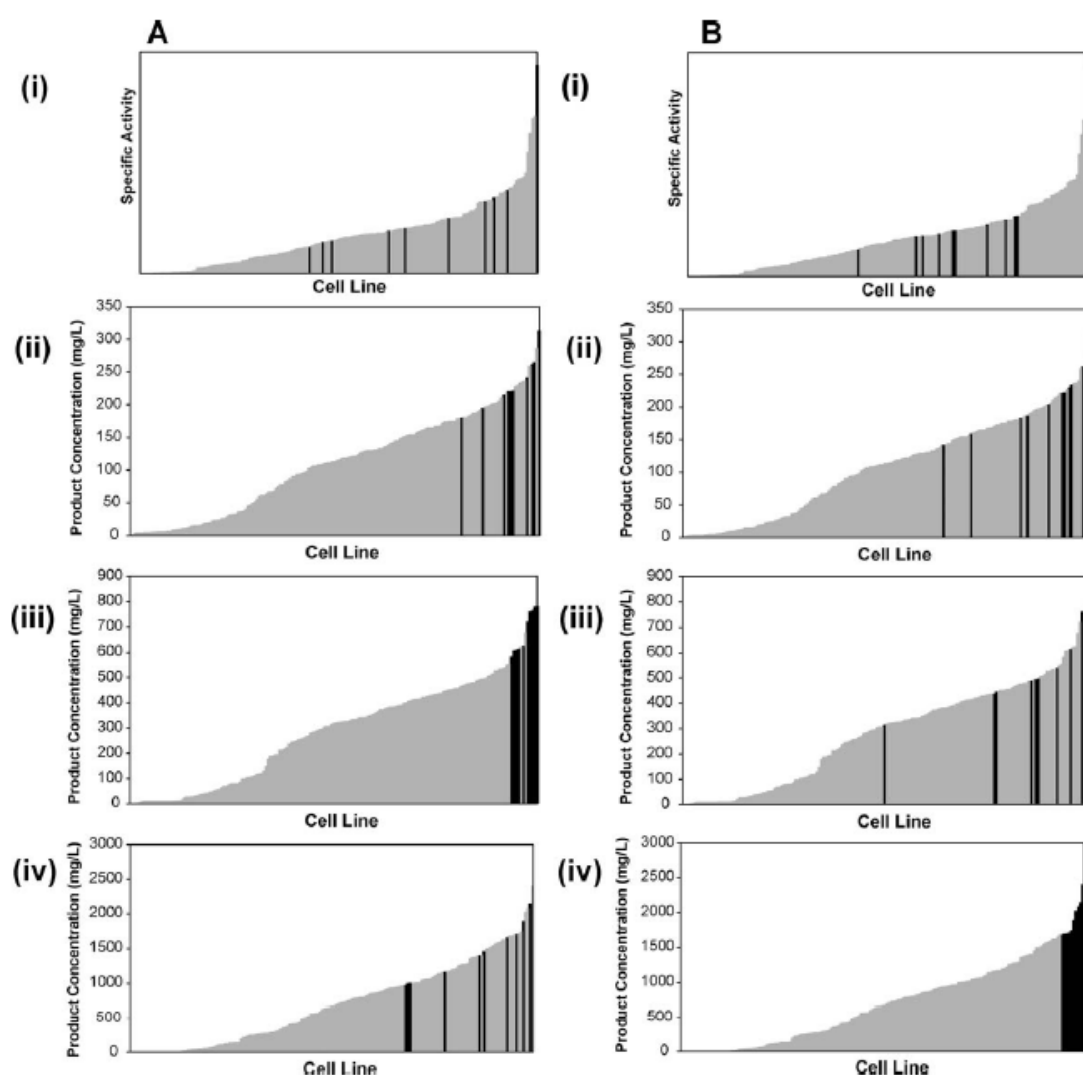 A
(i)
Specific Activity
Cell Line
(ii)
Product Concentration (mg/L)
350
300
250
200
150
100
50
0
Cell Line
(iii)
Product Concentration (mg/L)
900
800
700
600
500
400
300
200
100
0
Cell Line
(iv)
Product Concentration (mg/L)
3000
2500
2000
1500
1000
500
0
Cell Line
B
(i)
Specific Activity
Cell Line
(ii)
Product Concentration (mg/L)
350
300
250
200
150
100
50
0
Cell Line
(iii)
Product Concentration (mg/L)
900
800
700
600
500
400
300
200
100
0
Cell Line
(iv)
Product Concentration (mg/L)
3000
2500
2000
1500
1000
500
0
Cell Line